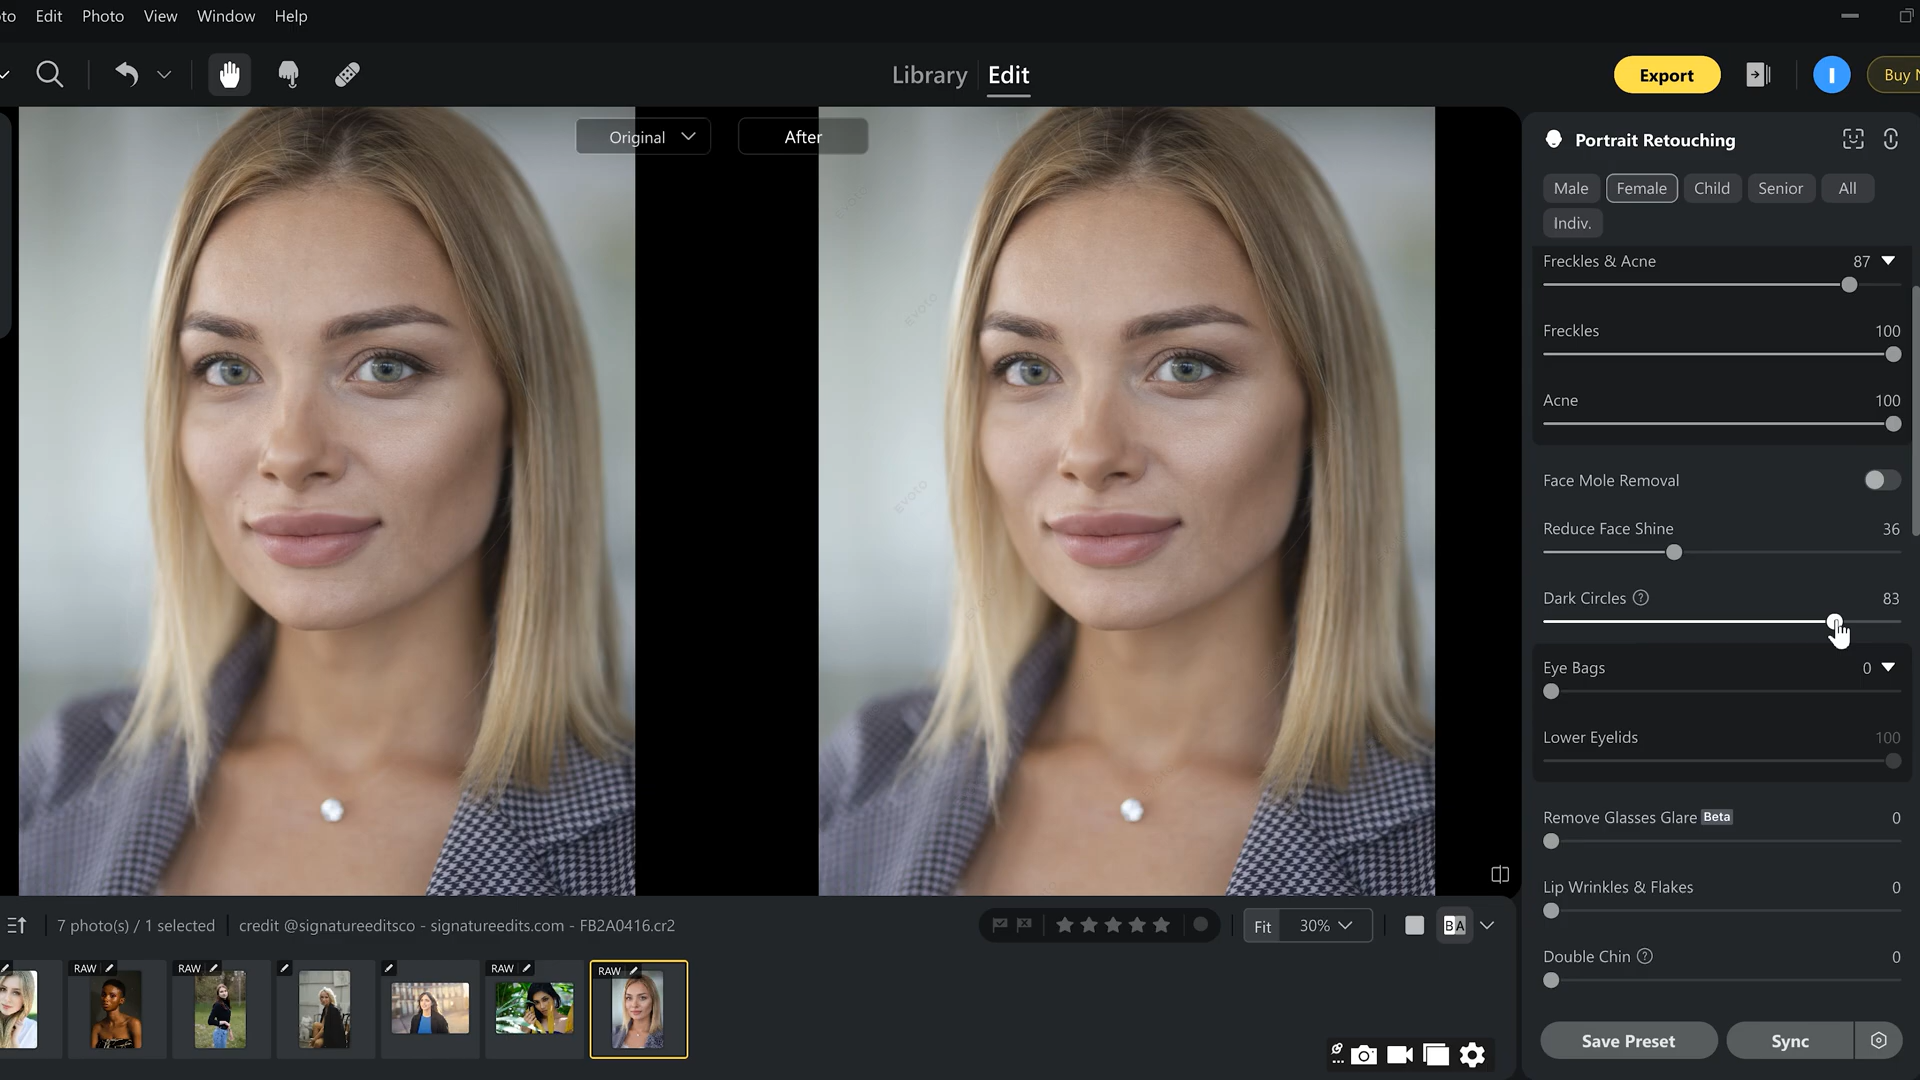 to Edit Photo View Window Help
Library Edit
Export
I
Buy N
Original
After
evoto
evoto
evoto
Portrait Retouching
Male Female Child Senior All
Indiv.
Freckles & Acne 87
Freckles 100
Acne 100
Face Mole Removal
Reduce Face Shine 36
Dark Circles ? 83
Eye Bags 0
Lower Eyelids 100
Remove Glasses Glare Beta 0
Lip Wrinkles & Flakes 0
Double Chin ? 0
Save Preset Sync
7 photo(s) / 1 selected credit @signatureeditsco - signatureedits.com - FB2A0416.cr2
Fit 30% BA
RAW RAW RAW RAW